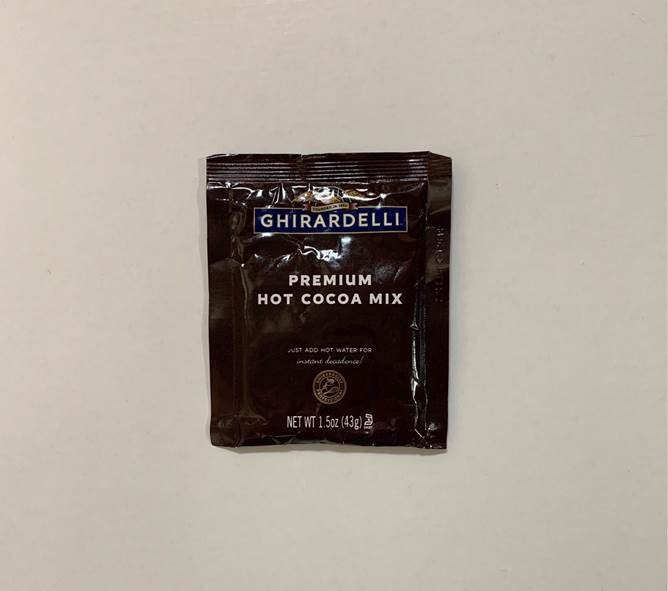 GHIRARDELLI
PREMIUM
HOT COCOA MIX
JUST ADD HOT WATER FOR
instant decadence!
NET WT 1.5oz (43g)